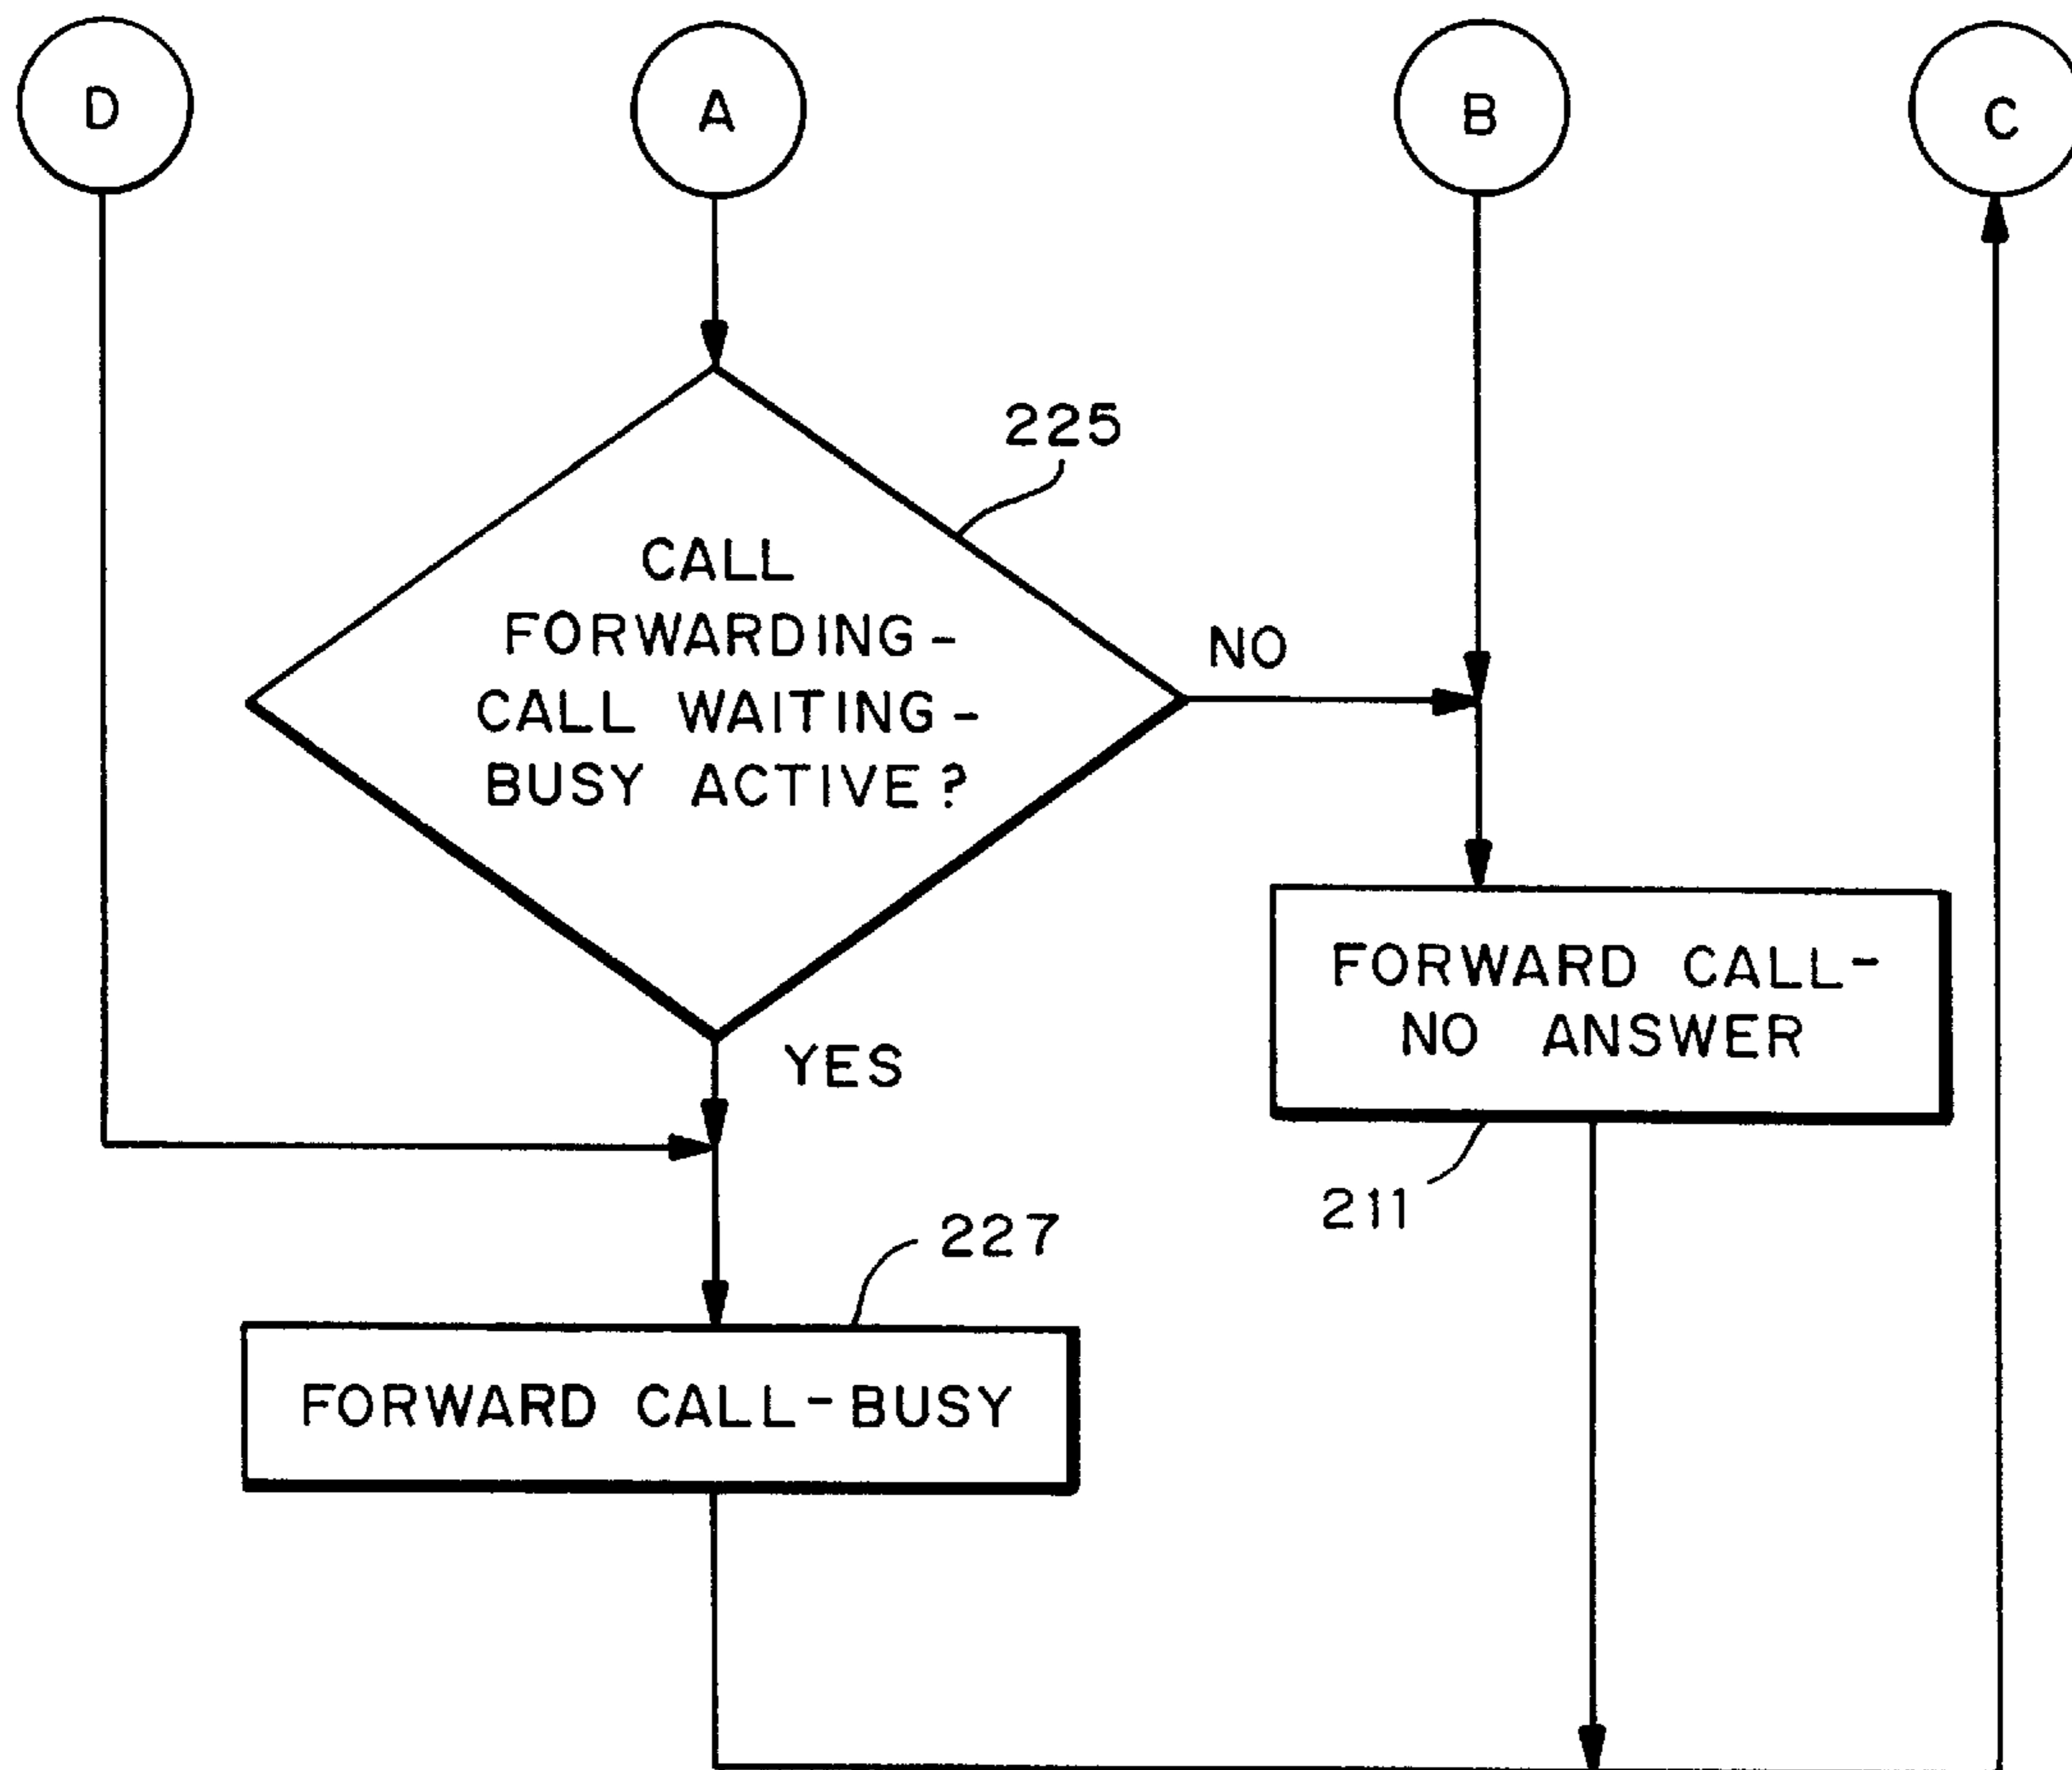 D
A
B
C
225
CALL
FORWARDING-
CALL WAITING-
BUSY ACTIVE?
NO
YES
FORWARD CALL-
NO ANSWER
211
227
FORWARD CALL-BUSY